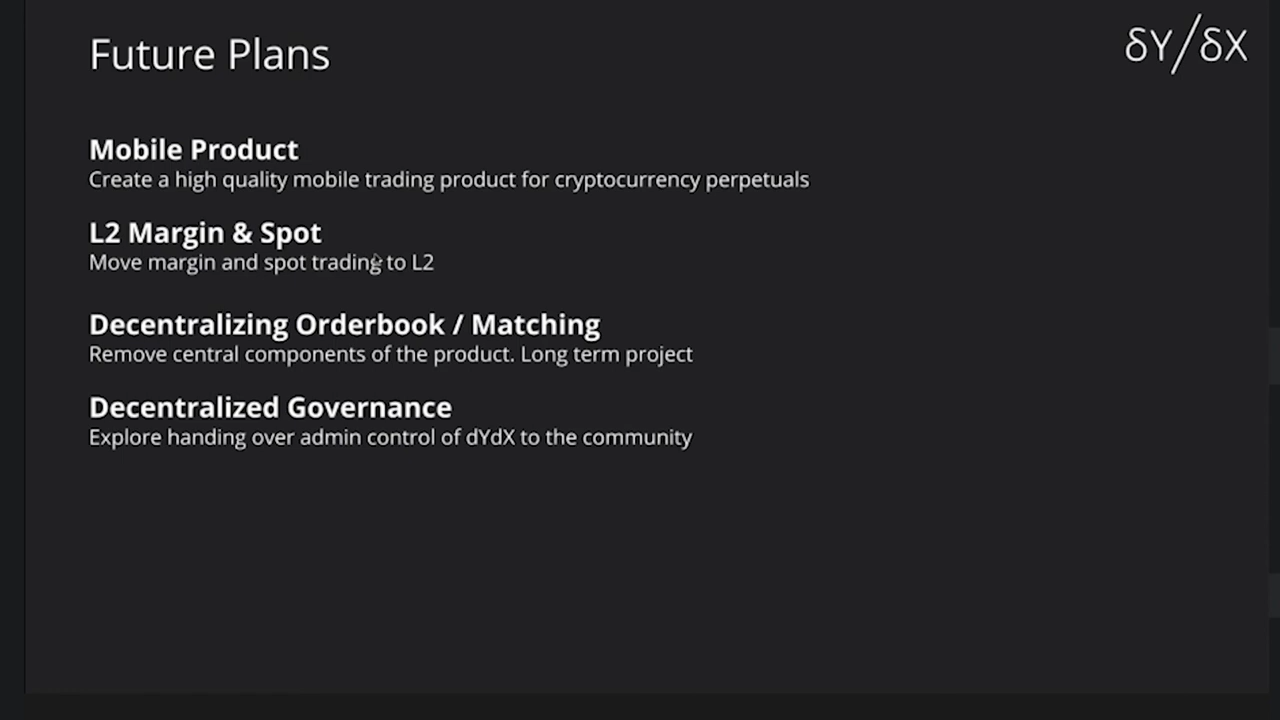 Future Plans
δY/δX
Mobile Product
Create a high quality mobile trading product for cryptocurrency perpetuals
L2 Margin & Spot
Move margin and spot trading to L2
Decentralizing Orderbook / Matching
Remove central components of the product. Long term project
Decentralized Governance
Explore handing over admin control of dYdX to the community